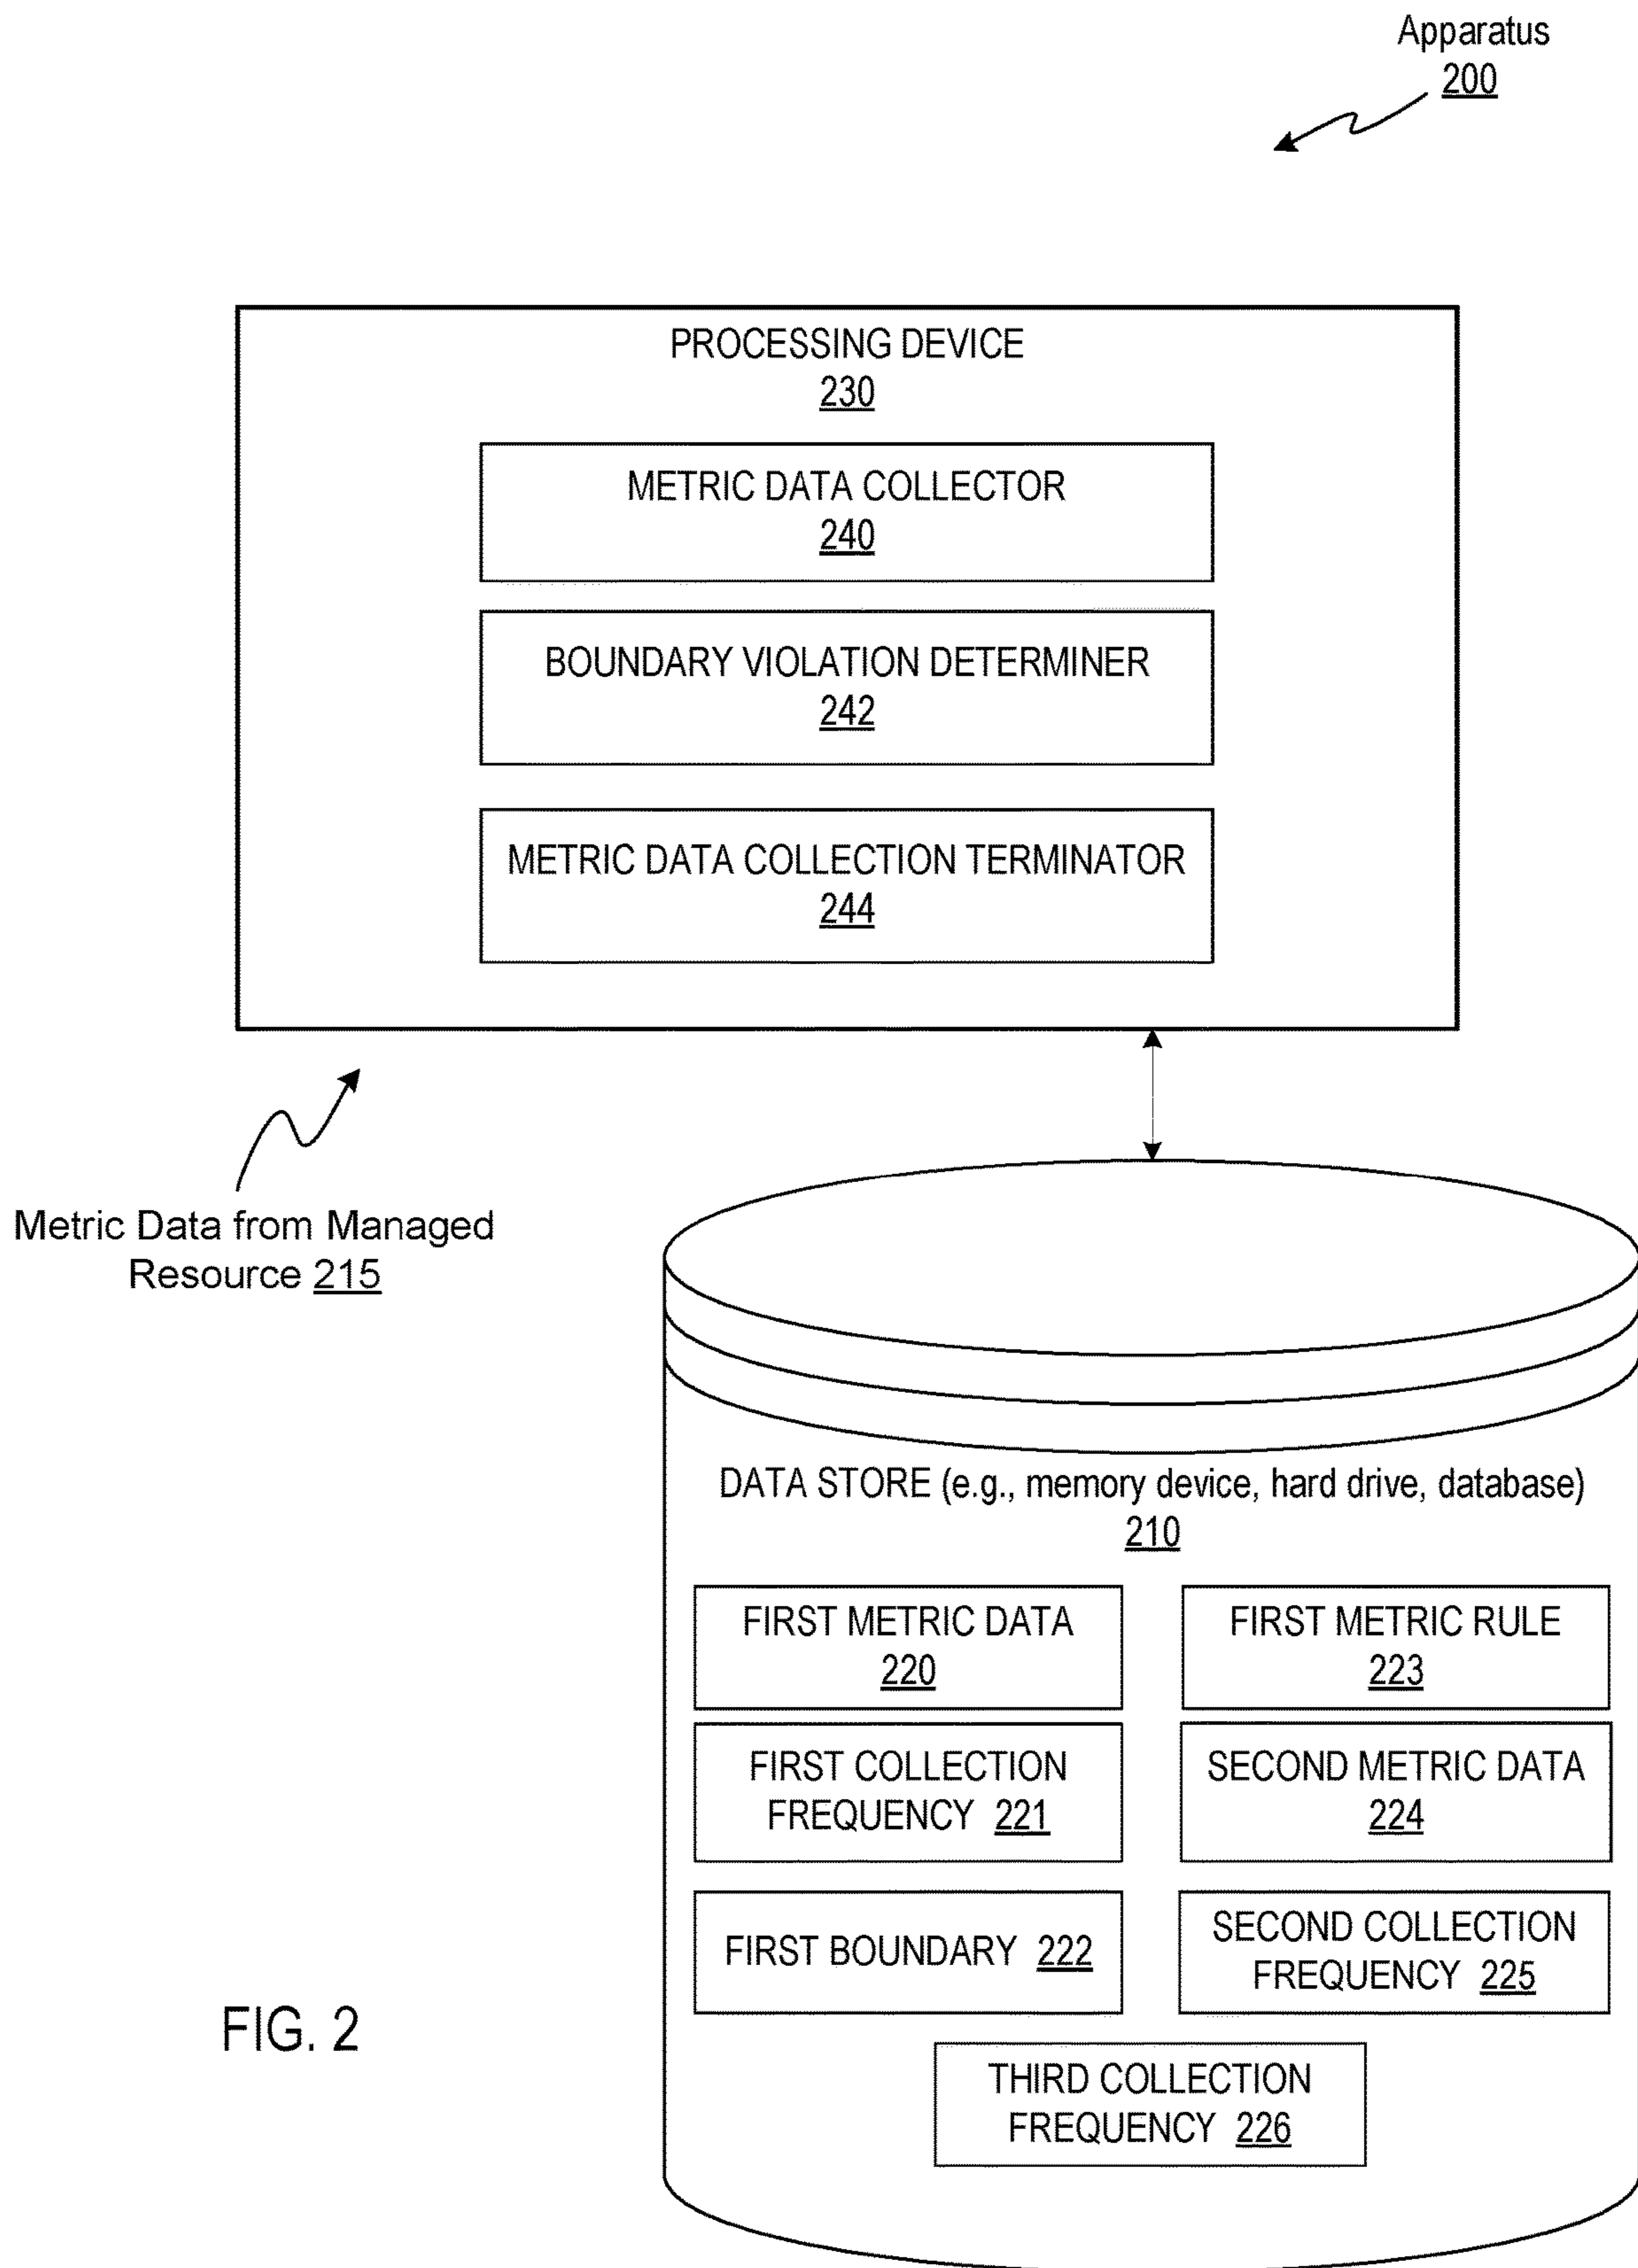 Apparatus
200
PROCESSING DEVICE
230
METRIC DATA COLLECTOR
240
BOUNDARY VIOLATION DETERMINER
242
METRIC DATA COLLECTION TERMINATOR
244
Metric Data from Managed
Resource 215
DATA STORE (e.g., memory device, hard drive, database)
210
FIRST METRIC DATA
220
FIRST METRIC RULE
223
FIRST COLLECTION
FREQUENCY 221
SECOND METRIC DATA
224
FIRST BOUNDARY 222
SECOND COLLECTION
FREQUENCY 225
THIRD COLLECTION
FREQUENCY 226
FIG. 2